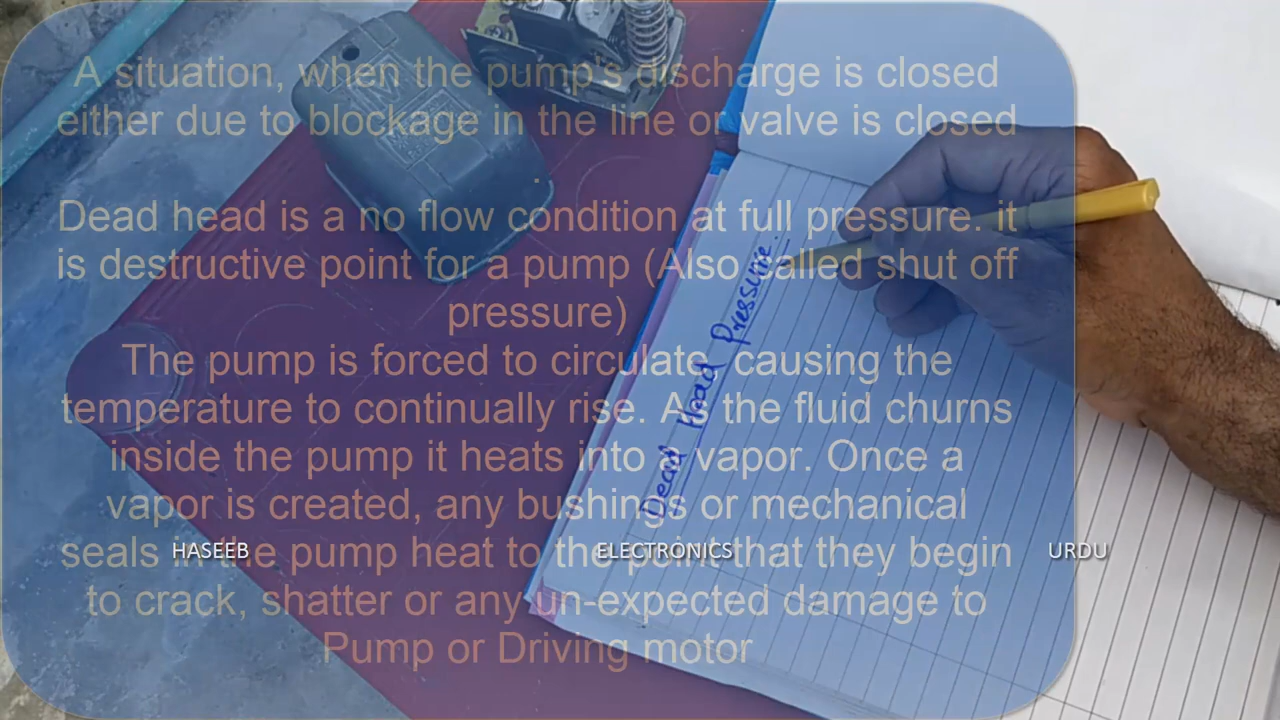 A situation, when the pump's discharge is closed
either due to blockage in the line or valve is closed
.
Dead head is a no flow condition at full pressure. it
is destructive point for a pump (Also called shut off
pressure)
The pump is forced to circulate, causing the
temperature to continually rise. As the fluid churns
inside the pump it heats into a vapor. Once a
vapor is created, any bushings or mechanical
seals in the pump heat to the point that they begin
to crack, shatter or any un-expected damage to
Pump or Driving motor
Dead Head Pressure.
HASEEB ELECTRONICS URDU